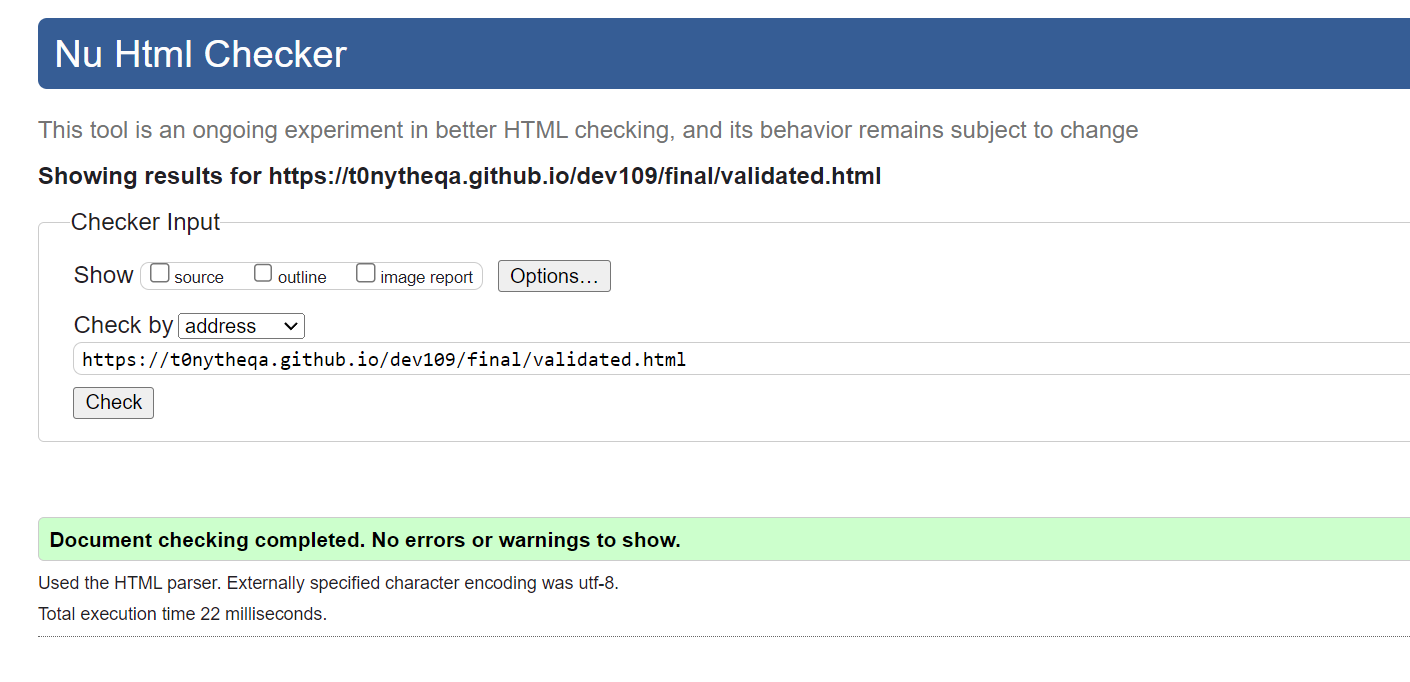 Nu Html Checker
This tool is an ongoing experiment in better HTML checking, and its behavior remains subject to change
Showing results for https://t0nytheqa.github.io/dev109/final/validated.html
Checker Input
Show source outline image report Options…
Check by address
https://t0nytheqa.github.io/dev109/final/validated.html
Check
Document checking completed. No errors or warnings to show.
Used the HTML parser. Externally specified character encoding was utf-8.
Total execution time 22 milliseconds.